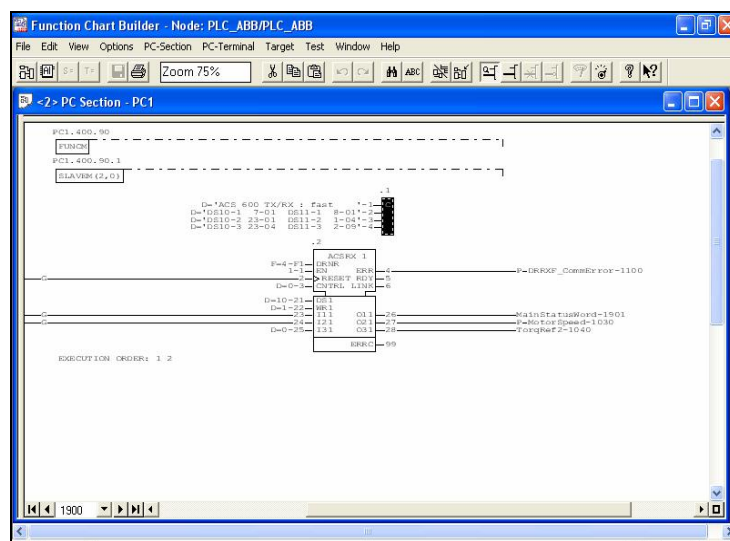 Function Chart Builder - Node: PLC_ABB/PLC_ABB
File Edit View Options PC-Section PC-Terminal Target Test Window Help
Zoom 75%
ABC
<2> PC Section - PC1
PC1.400.90
FUNCM
PC1.400.90.1
SLAVEM(2,0)
.1
D='ACS 600 TX/RX : fast '-1
D='DS10-1 7-01 DS11-1 8-01'-2
D='DS10-2 23-01 DS11-2 1-04'-3
D='DS10-3 23-04 DS11-3 2-09'-4
.2
ACSRX 1
F=4-F1 DRNR
1-1 EN ERR 4 P=DRRXF_CommError-1100
G 2 >RESET RDY 5
D=0-3 CNTRL LINK 6
D=10-21 DS1
D=1-22 WR1
G 23 I11 O11 26 MainStatusWord-1901
G 24 I21 O21 27 P=MotorSpeed-1030
D=0-25 I31 O31 28 TorqRef2-1040
ERRC 99
EXECUTION ORDER: 1 2
1900